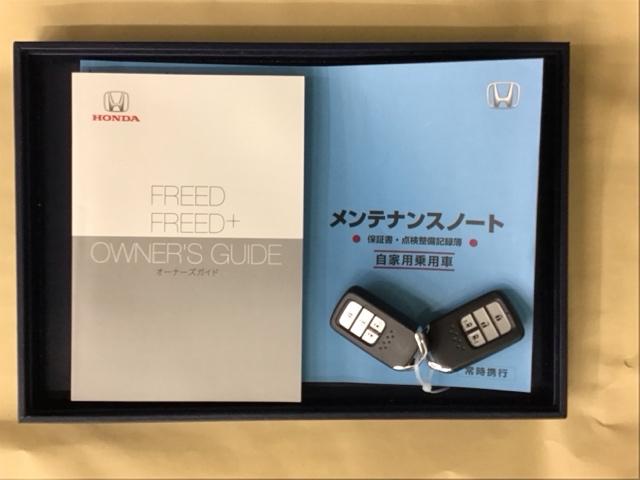 HONDA
FREED
FREED+
OWNER'S GUIDE
オーナーズガイド
メンテナンスノート
保証書・点検整備記録簿
自家用乗用車
常時携行